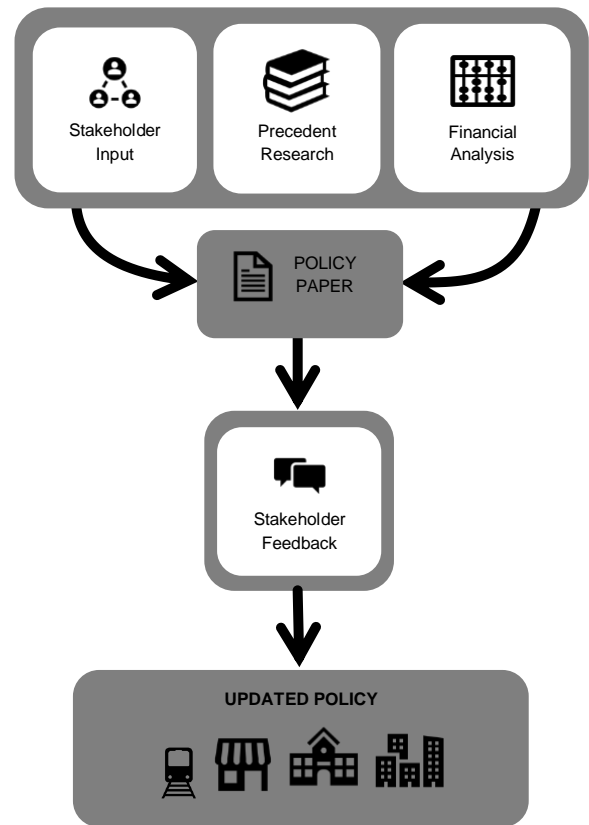 Stakeholder
Input
Precedent
Research
Financial
Analysis
POLICY
PAPER
Stakeholder
Feedback
UPDATED POLICY